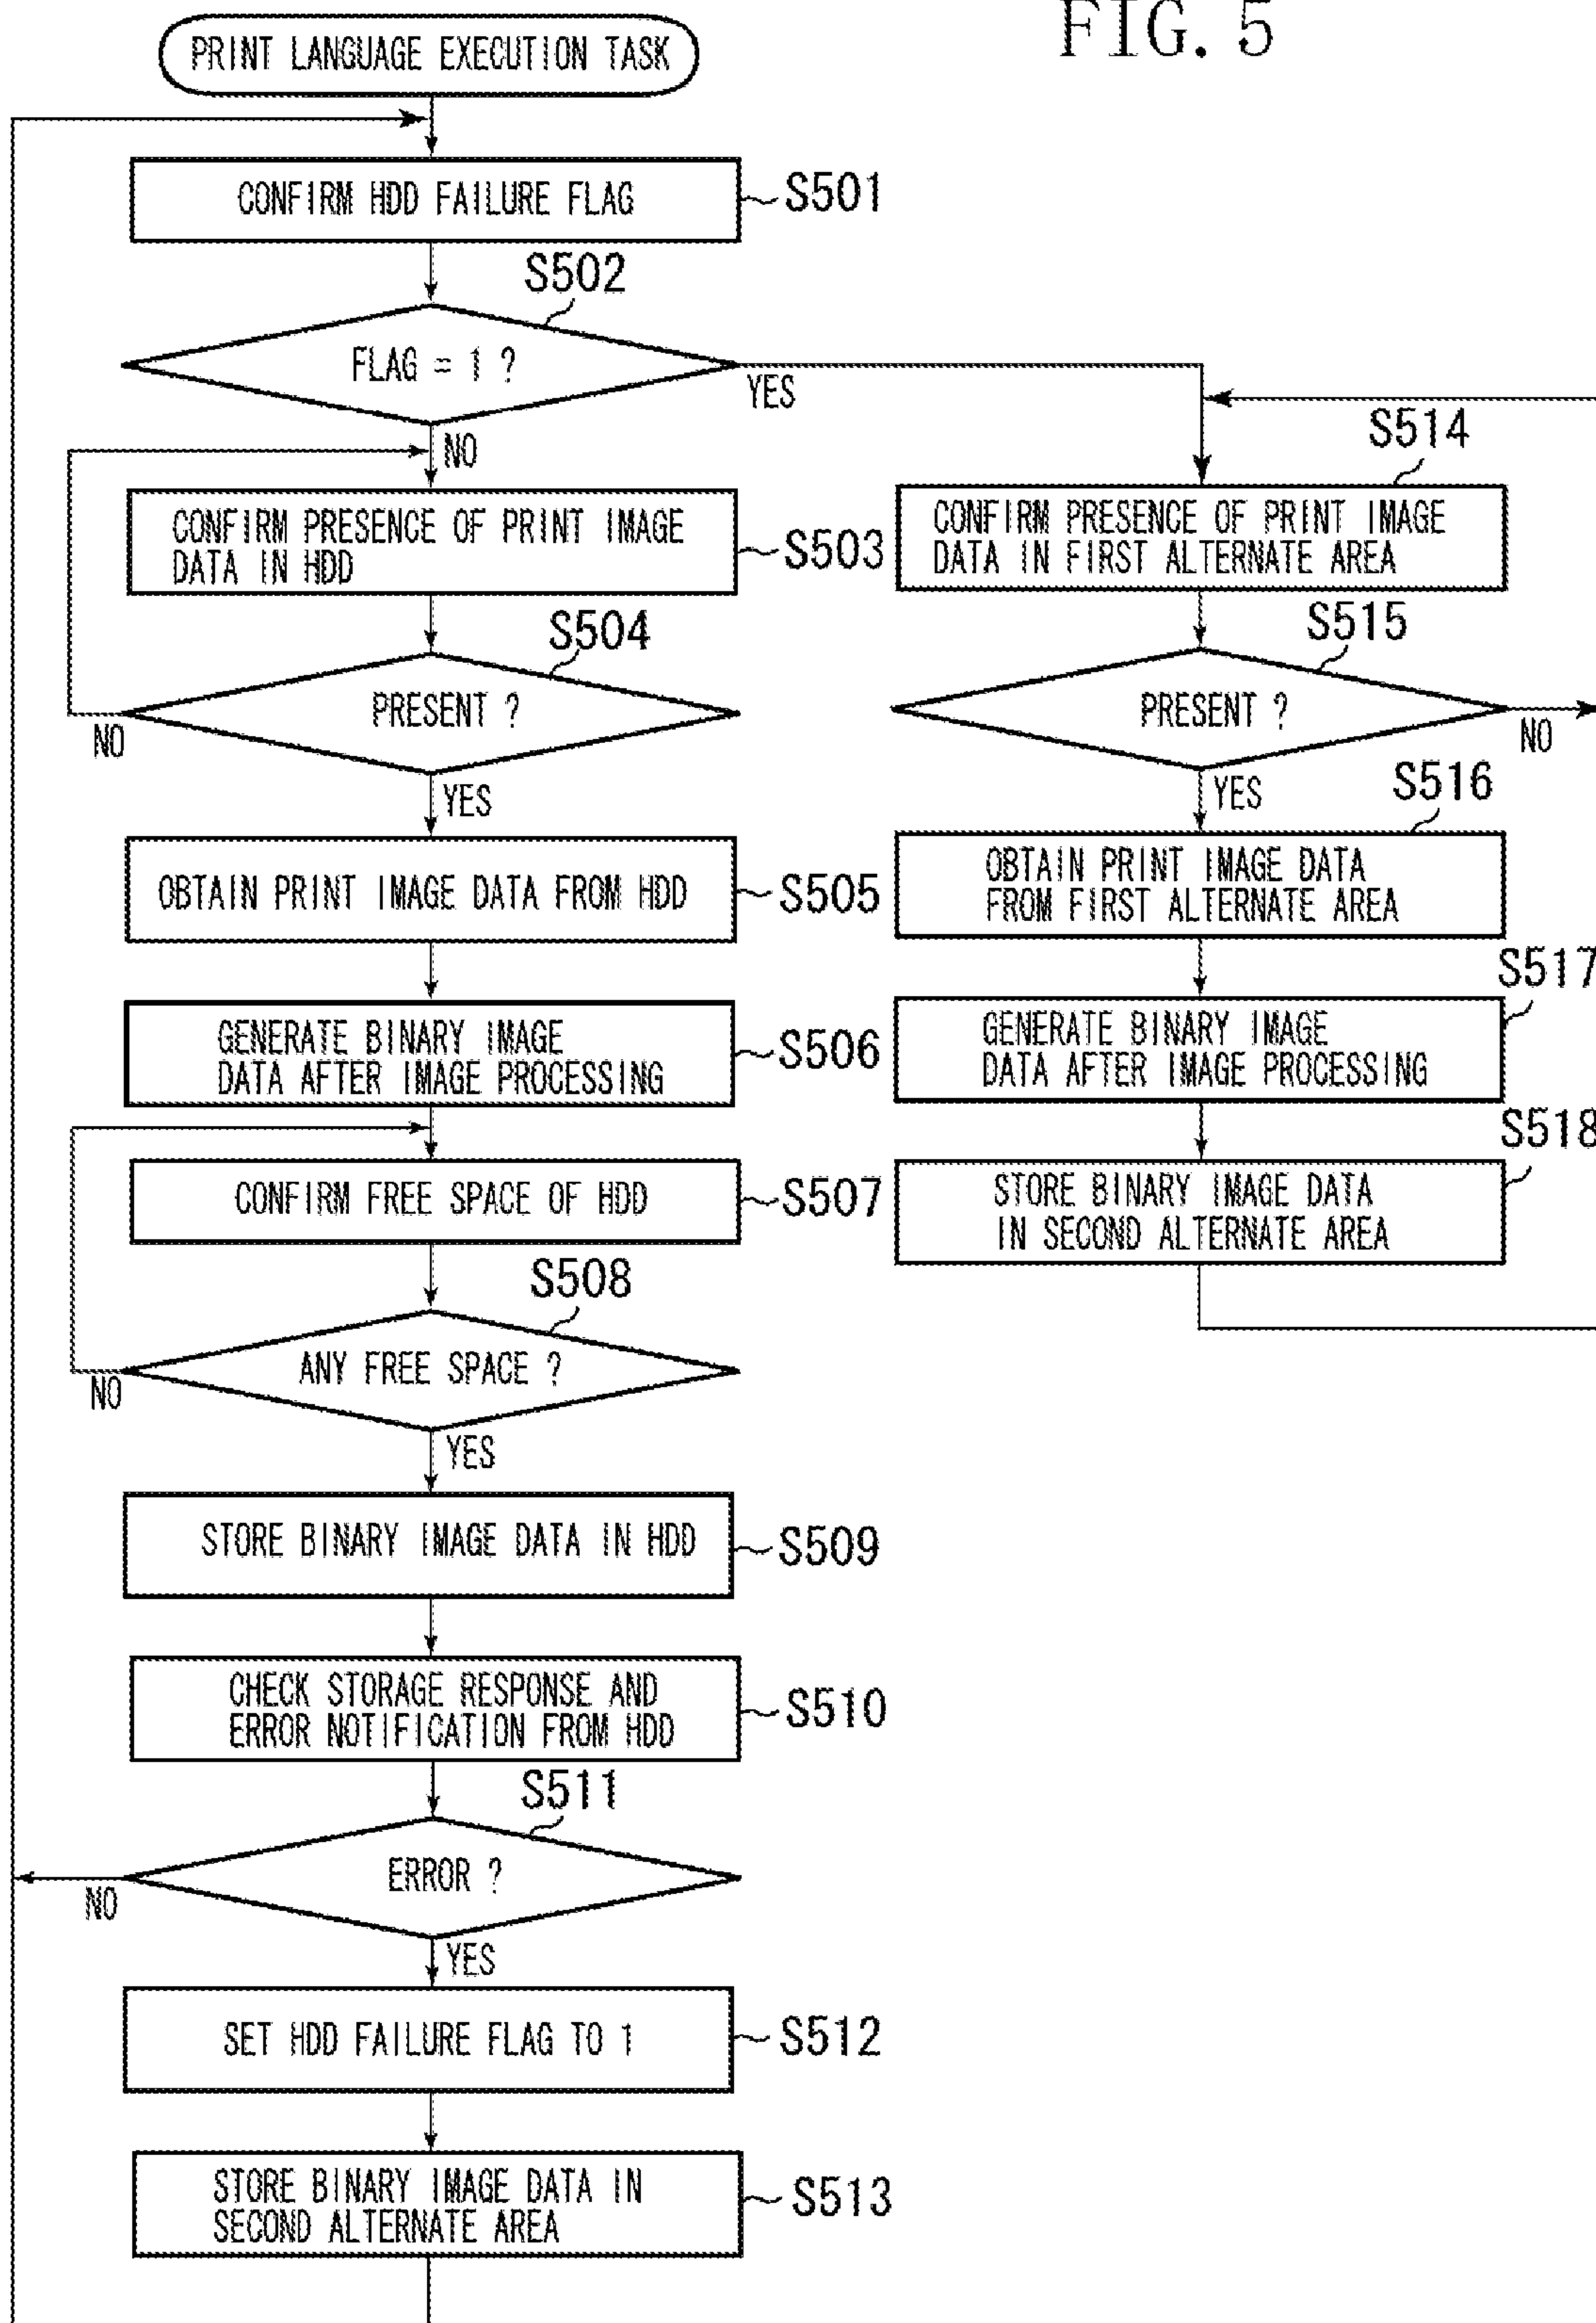 FIG. 5
PRINT LANGUAGE EXECUTION TASK
CONFIRM HDD FAILURE FLAG
S501
S502
FLAG = 1 ?
YES
NO
CONFIRM PRESENCE OF PRINT IMAGE
DATA IN HDD
S503
S504
PRESENT ?
NO
YES
OBTAIN PRINT IMAGE DATA FROM HDD
S505
GENERATE BINARY IMAGE
DATA AFTER IMAGE PROCESSING
S506
CONFIRM FREE SPACE OF HDD
S507
S508
ANY FREE SPACE ?
NO
YES
STORE BINARY IMAGE DATA IN HDD
S509
CHECK STORAGE RESPONSE AND
ERROR NOTIFICATION FROM HDD
S510
S511
ERROR ?
NO
YES
SET HDD FAILURE FLAG TO 1
S512
STORE BINARY IMAGE DATA IN
SECOND ALTERNATE AREA
S513
S514
CONFIRM PRESENCE OF PRINT IMAGE
DATA IN FIRST ALTERNATE AREA
S515
PRESENT ?
NO
YES
S516
OBTAIN PRINT IMAGE DATA
FROM FIRST ALTERNATE AREA
S517
GENERATE BINARY IMAGE
DATA AFTER IMAGE PROCESSING
S518
STORE BINARY IMAGE DATA
IN SECOND ALTERNATE AREA